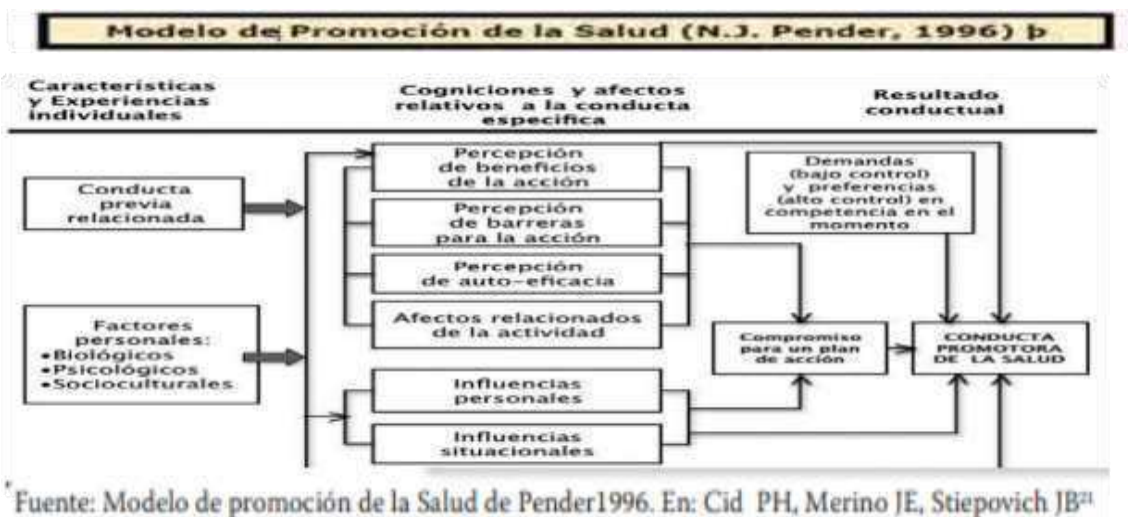 Modelo de Promoción de la Salud (N.J. Pender, 1996) þ
Características
y Experiencias
individuales
Cogniciones y afectos
relativos a la conducta
especifica
Resultado
conductual
Conducta
previa
relacionada
Factores
personales:
•Biológicos
•Psicológicos
•Socioculturales
Percepción
de beneficios
de la acción
Percepción
de barreras
para la acción
Percepción
de auto-eficacia
Afectos relacionados
de la actividad
Influencias
personales
Influencias
situacionales
Demandas
(bajo control)
y preferencias
(alto control) en
competencia en el
momento
Compromiso
para un plan
de acción
CONDUCTA
PROMOTORA
DE LA SALUD
*Fuente: Modelo de promoción de la Salud de Pender1996. En: Cid PH, Merino JE, Stiepovich JB²¹